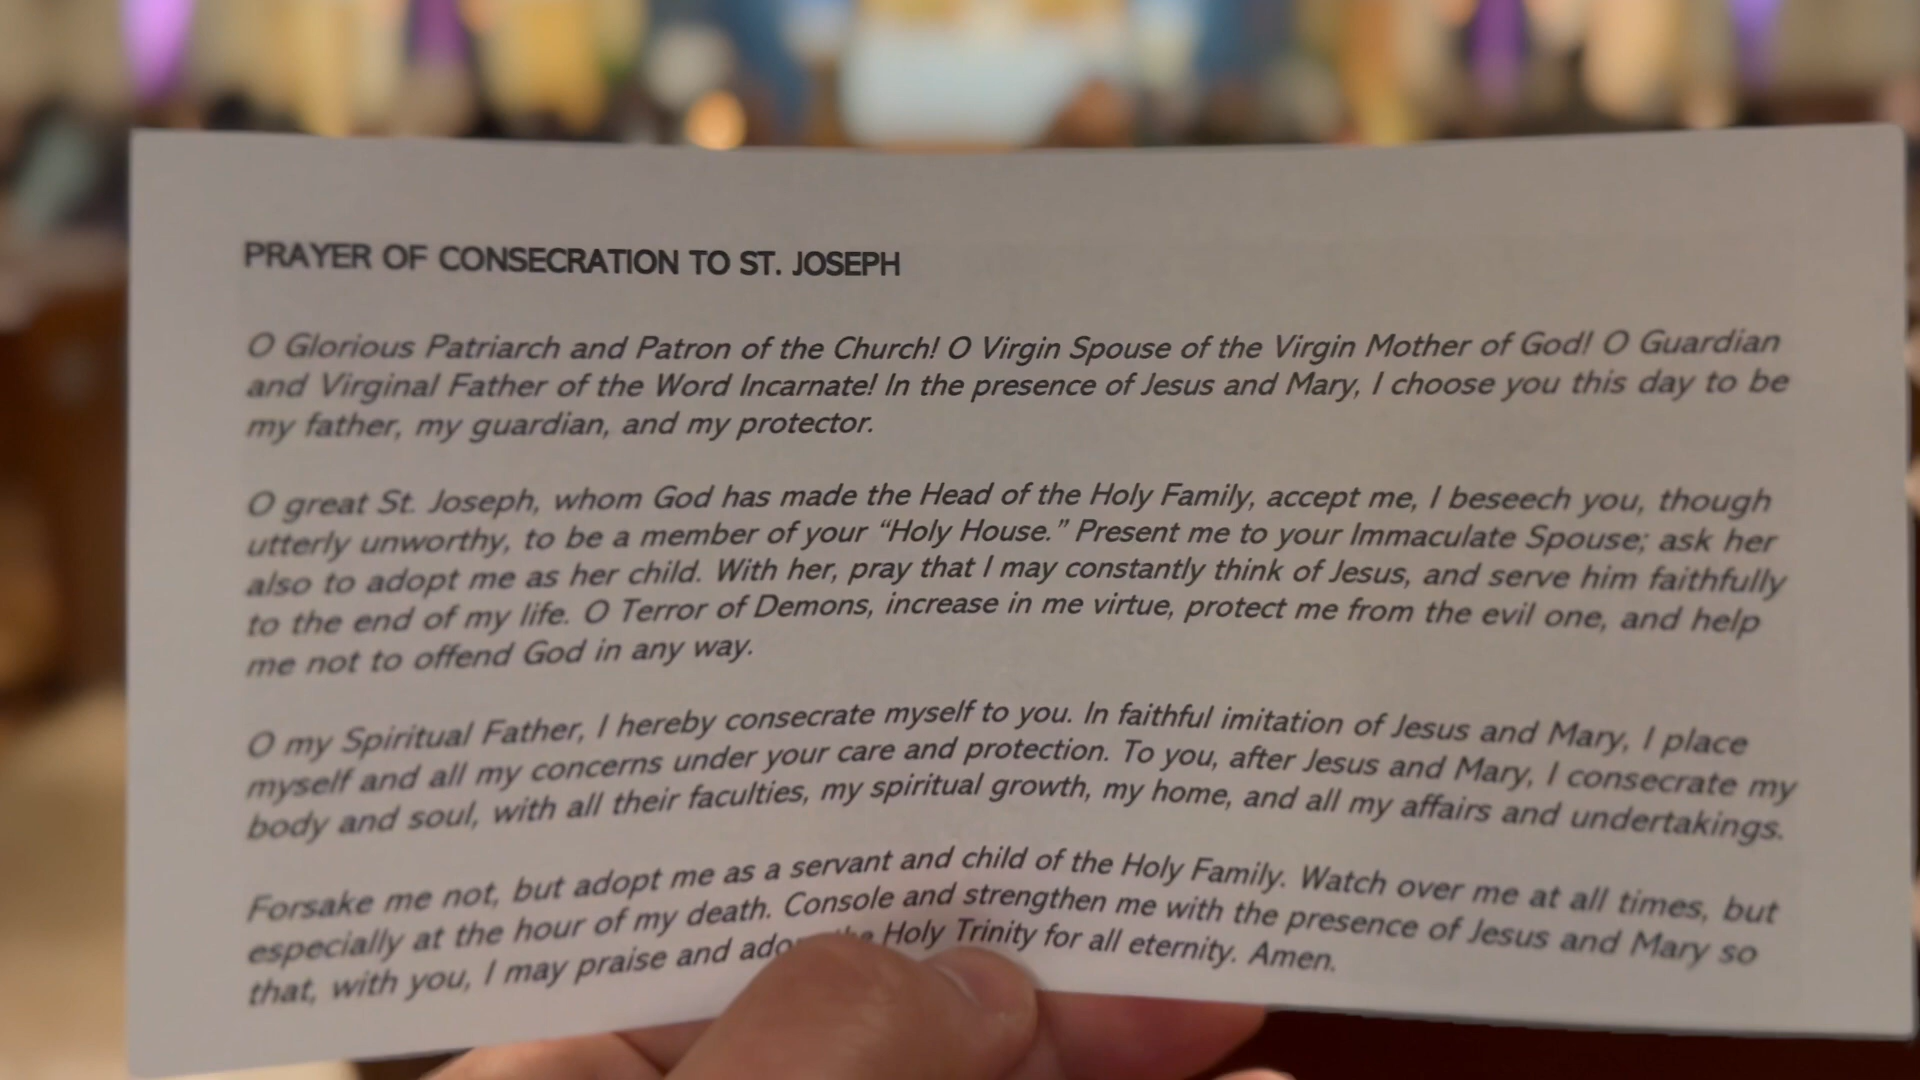 PRAYER OF CONSECRATION TO ST. JOSEPH
O Glorious Patriarch and Patron of the Church! O Virgin Spouse of the Virgin Mother of God! O Guardian
and Virginal Father of the Word Incarnate! In the presence of Jesus and Mary, I choose you this day to be
my father, my guardian, and my protector.
O great St. Joseph, whom God has made the Head of the Holy Family, accept me, I beseech you, though
utterly unworthy, to be a member of your “Holy House.” Present me to your Immaculate Spouse; ask her
also to adopt me as her child. With her, pray that I may constantly think of Jesus, and serve him faithfully
to the end of my life. O Terror of Demons, increase in me virtue, protect me from the evil one, and help
me not to offend God in any way.
O my Spiritual Father, I hereby consecrate myself to you. In faithful imitation of Jesus and Mary, I place
myself and all my concerns under your care and protection. To you, after Jesus and Mary, I consecrate my
body and soul, with all their faculties, my spiritual growth, my home, and all my affairs and undertakings.
Forsake me not, but adopt me as a servant and child of the Holy Family. Watch over me at all times, but
especially at the hour of my death. Console and strengthen me with the presence of Jesus and Mary so
that, with you, I may praise and the Holy Trinity for all eternity. Amen.